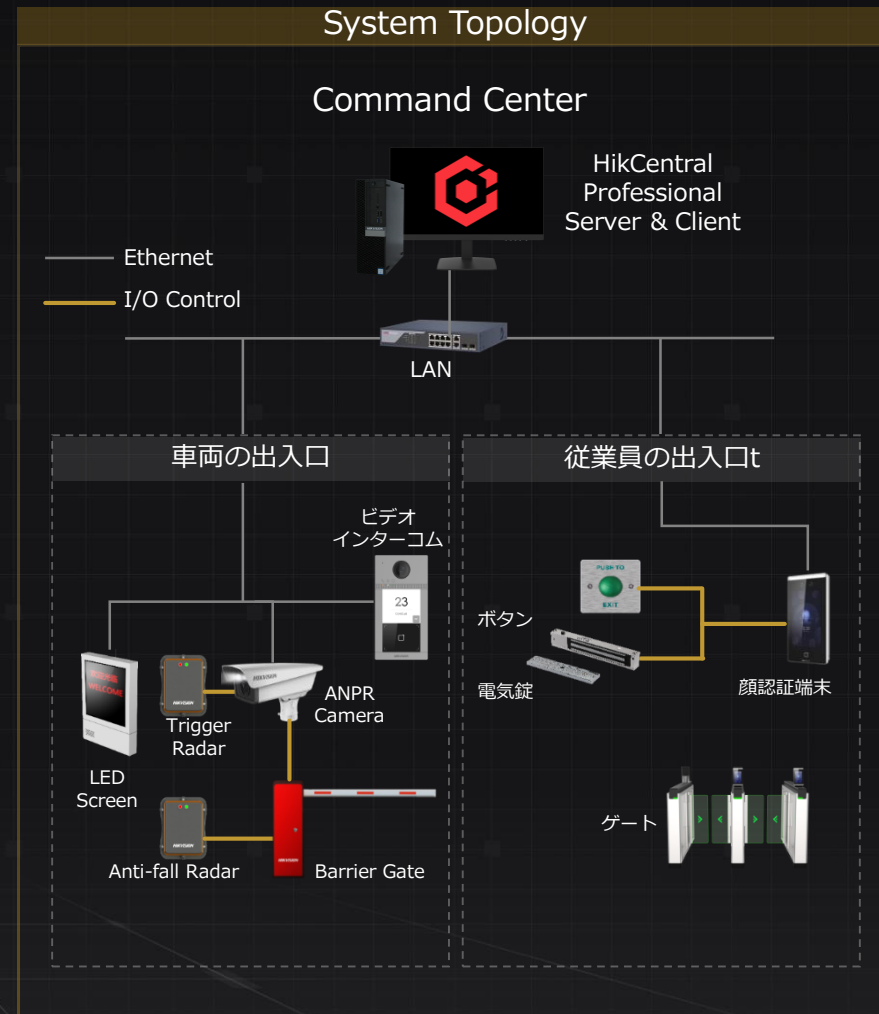 System Topology
Command Center
HikCentral
Professional
Server & Client
Ethernet
I/O Control
LAN
車両の出入口
従業員の出入口t
ビデオ
インターコム
23
PUSH TO
EXIT
ボタン
電気錠
顔認証端末
WELCOME
HIKVISION
ANPR
Camera
Trigger
Radar
LED
Screen
ゲート
Anti-fall Radar
Barrier Gate